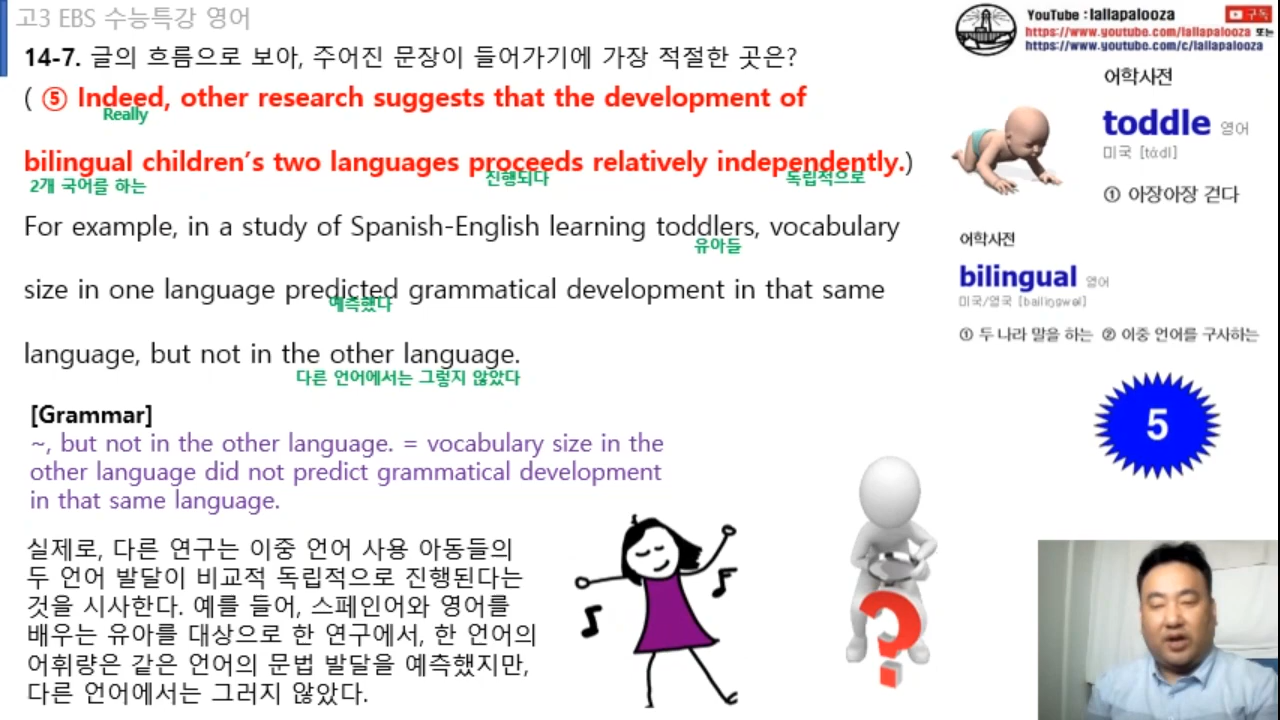 고3 EBS 수능특강 영어
14-7. 글의 흐름으로 보아, 주어진 문장이 들어가기에 가장 적절한 곳은?
( ⑤ Indeed, other research suggests that the development of
Really
bilingual children’s two languages proceeds relatively independently.)
2개 국어를 하는 진행되다 독립적으로
For example, in a study of Spanish-English learning toddlers, vocabulary
유아들
size in one language predicted grammatical development in that same
예측했다
language, but not in the other language.
다른 언어에서는 그렇지 않았다
[Grammar]
~, but not in the other language. = vocabulary size in the
other language did not predict grammatical development
in that same language.
실제로, 다른 연구는 이중 언어 사용 아동들의
두 언어 발달이 비교적 독립적으로 진행된다는
것을 시사한다. 예를 들어, 스페인어와 영어를
배우는 유아를 대상으로 한 연구에서, 한 언어의
어휘량은 같은 언어의 문법 발달을 예측했지만,
다른 언어에서는 그러지 않았다.
YouTube : lallapalooza 구독
https://www.youtube.com/lallapalooza 또는
https://www.youtube.com/c/lallapalooza
어학사전
toddle 영어
미국 [tɑ́dl]
① 아장아장 걷다
어학사전
bilingual 영어
미국/영국 [bailíŋgwəl]
① 두 나라 말을 하는 ② 이중 언어를 구사하는
5
?